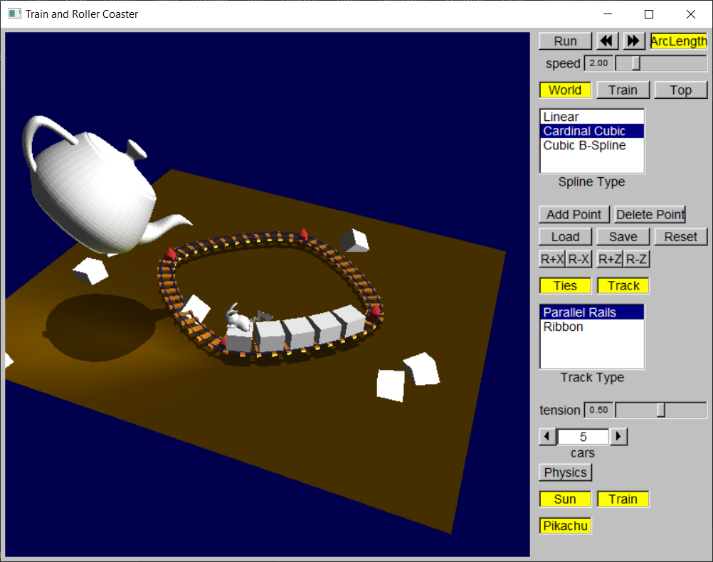 Train and Roller Coaster
Run
ArcLength
speed 2.00
World Train Top
Linear
Cardinal Cubic
Cubic B-Spline
Spline Type
Add Point Delete Point
Load Save Reset
R+X R-X R+Z R-Z
Ties Track
Parallel Rails
Ribbon
Track Type
tension 0.50
5
cars
Physics
Sun Train
Pikachu